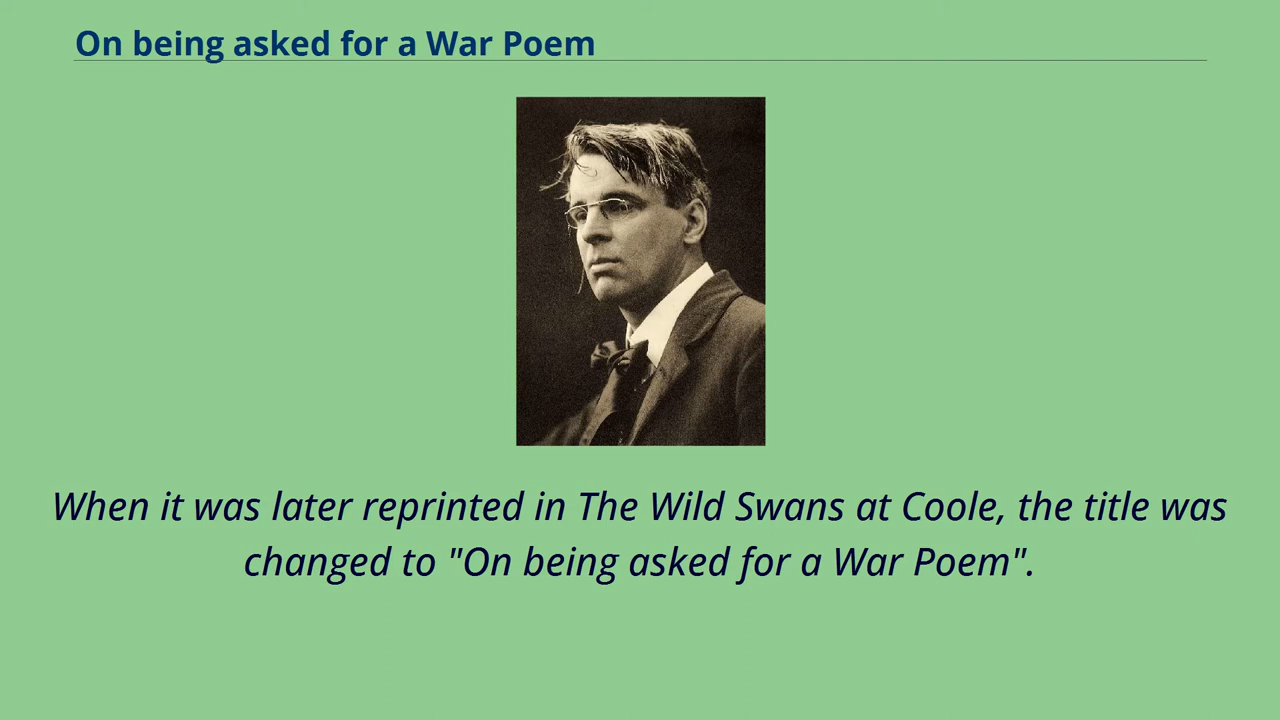 On being asked for a War Poem
When it was later reprinted in The Wild Swans at Coole, the title was
changed to "On being asked for a War Poem".